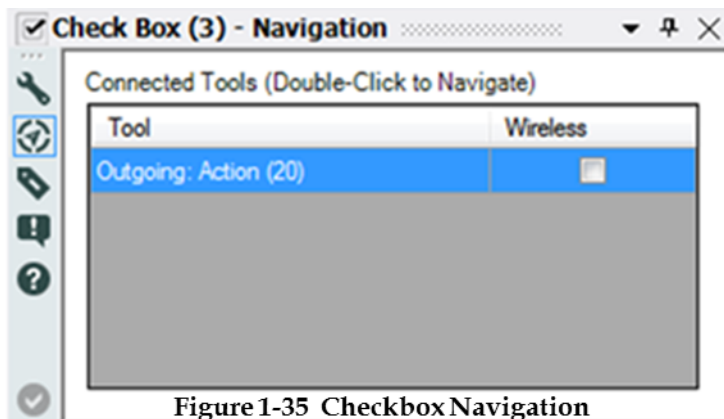 Check Box (3) - Navigation
Connected Tools (Double-Click to Navigate)
Tool Wireless
Outgoing: Action (20)
Figure 1-35 Checkbox Navigation